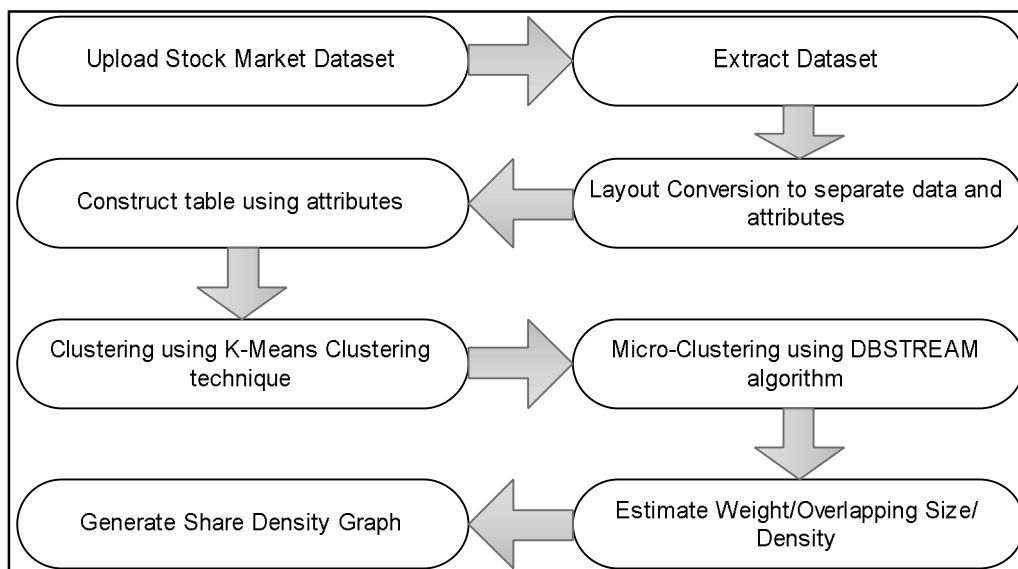 Upload Stock Market Dataset
Extract Dataset
Layout Conversion to separate data and
attributes
Construct table using attributes
Clustering using K-Means Clustering
technique
Micro-Clustering using DBSTREAM
algorithm
Estimate Weight/Overlapping Size/
Density
Generate Share Density Graph